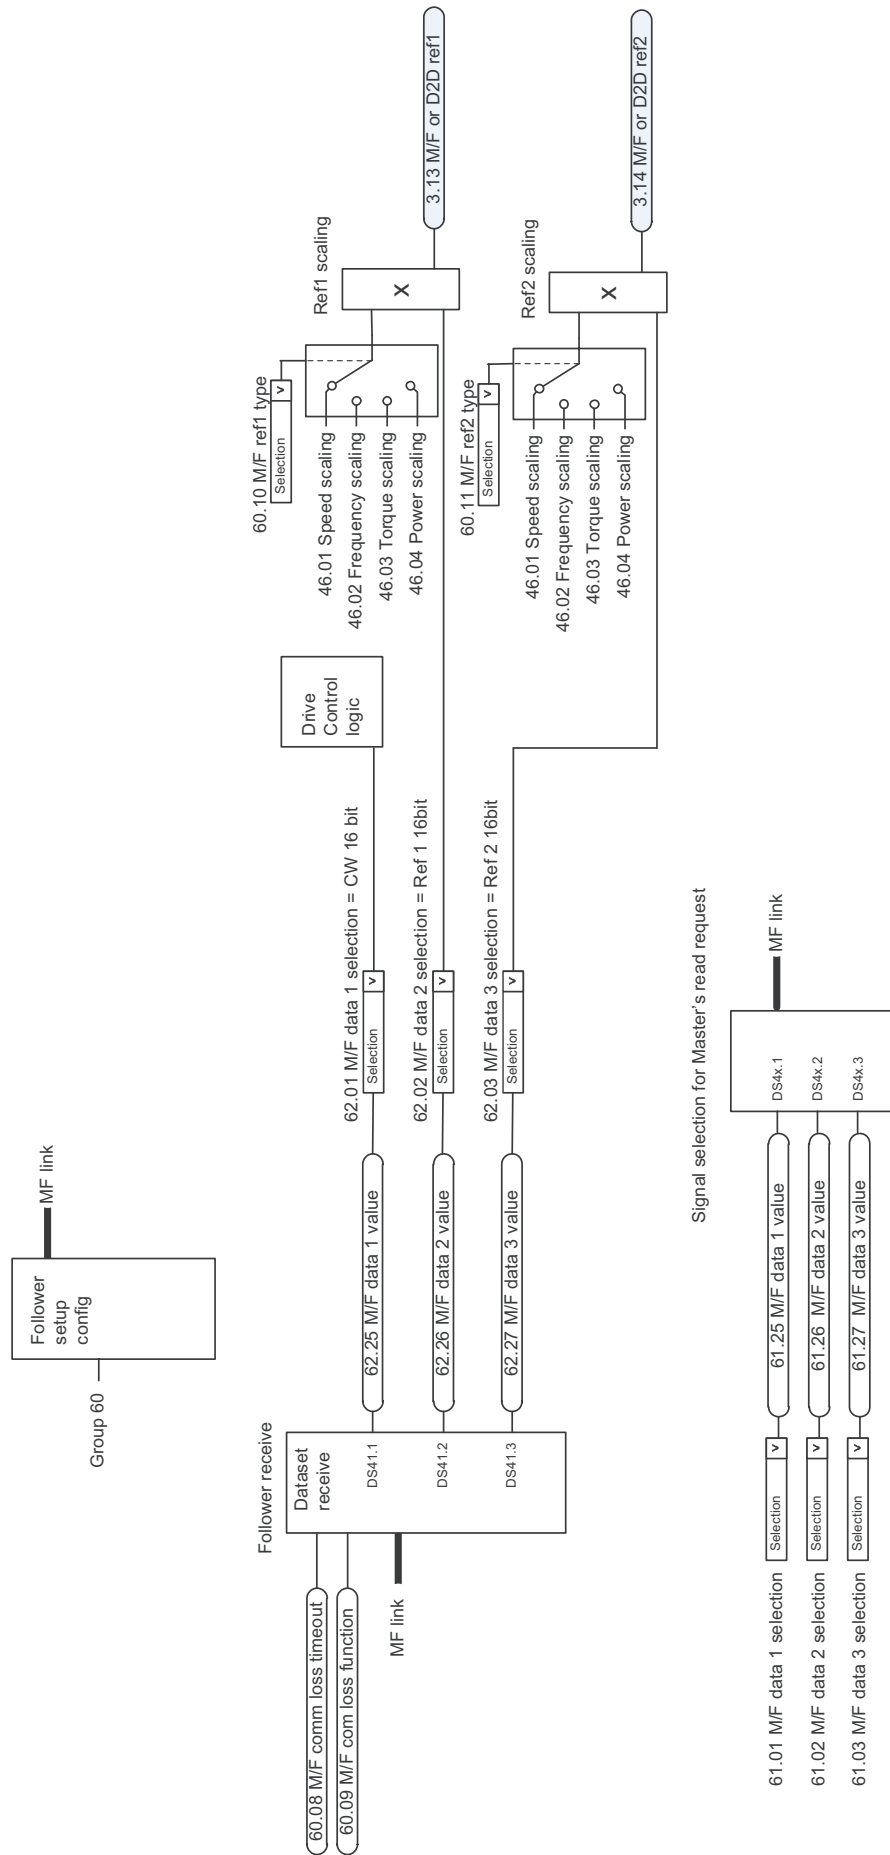 Follower
setup
config
Group 60
MF link
Follower receive
Dataset
receive
60.08 M/F comm loss timeout
60.09 M/F com loss function
MF link
DS41.1
DS41.2
DS41.3
62.25 M/F data 1 value
62.26 M/F data 2 value
62.27 M/F data 3 value
62.01 M/F data 1 selection = CW 16 bit
Selection
v
62.02 M/F data 2 selection = Ref 1 16bit
Selection
v
62.03 M/F data 3 selection = Ref 2 16bit
Selection
v
Drive
Control
logic
60.10 M/F ref1 type
Selection
v
46.01 Speed scaling
46.02 Frequency scaling
46.03 Torque scaling
46.04 Power scaling
Ref1 scaling
X
3.13 M/F or D2D ref1
60.11 M/F ref2 type
Selection
v
46.01 Speed scaling
46.02 Frequency scaling
46.03 Torque scaling
46.04 Power scaling
Ref2 scaling
X
3.14 M/F or D2D ref2
Signal selection for Master's read request
61.01 M/F data 1 selection
Selection
v
61.25 M/F data 1 value
DS4x.1
MF link
61.02 M/F data 2 selection
Selection
v
61.26 M/F data 2 value
DS4x.2
61.03 M/F data 3 selection
Selection
v
61.27 M/F data 3 value
DS4x.3